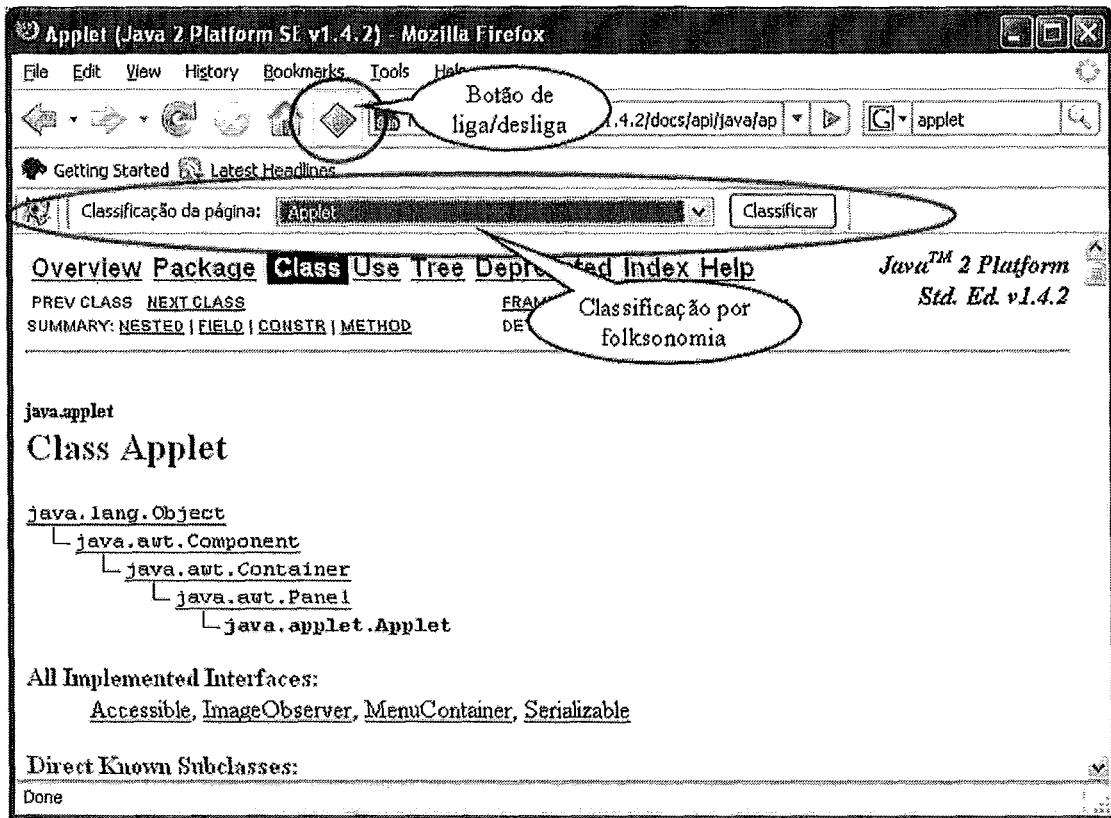 Applet (Java 2 Platform SE v1.4.2) - Mozilla Firefox
File Edit View History Bookmarks Tools Help
Botão de
liga/desliga
1.4.2/docs/api/java/ap
applet
Getting Started Latest Headlines
Classificação da página: Applet Classificar
Overview Package Class Use Tree Deprecated Index Help
Java™ 2 Platform
Std. Ed. v1.4.2
PREV CLASS NEXT CLASS
SUMMARY: NESTED | FIELD | CONSTR | METHOD
Classificação por
folksonomia
java.applet
Class Applet
java.lang.Object
java.awt.Component
java.awt.Container
java.awt.Panel
java.applet.Applet
All Implemented Interfaces:
Accessible, ImageObserver, MenuContainer, Serializable
Direct Known Subclasses:
Done